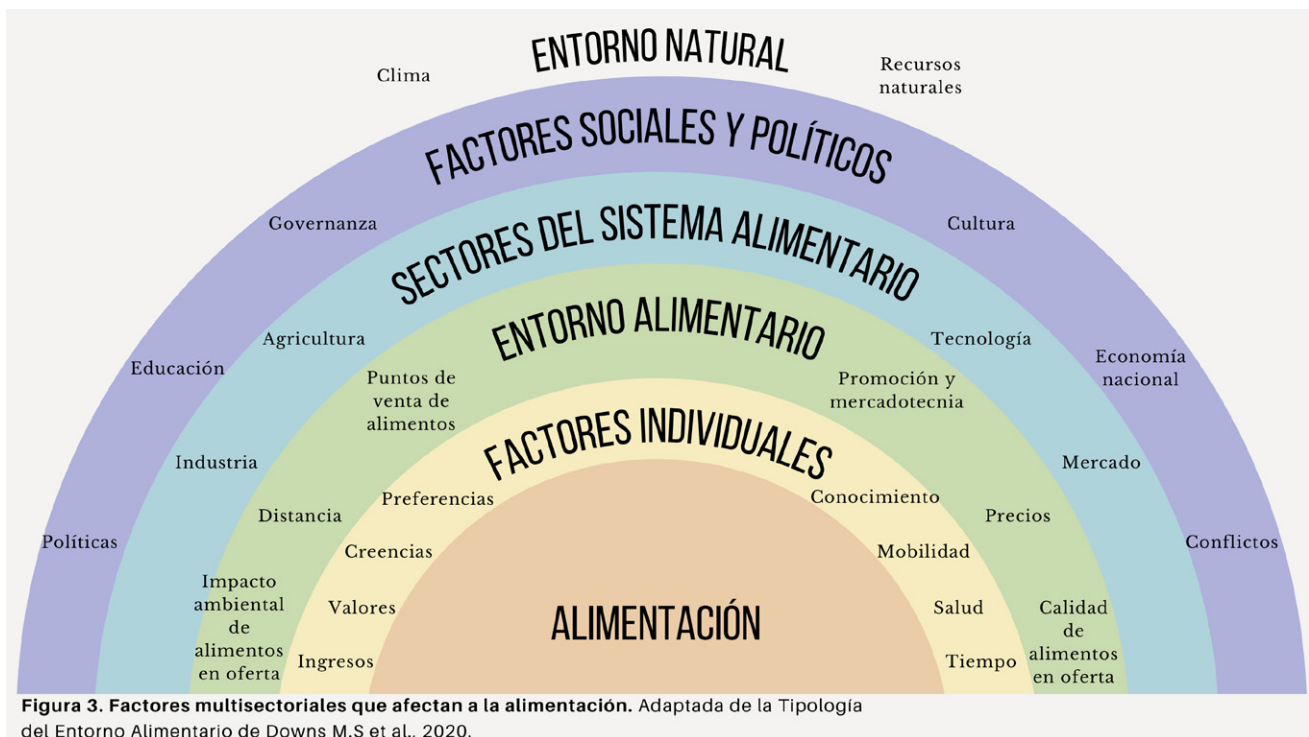 ENTORNO NATURAL
Clima
Recursos
naturales
FACTORES SOCIALES Y POLÍTICOS
Governanza
Cultura
Educación
Economía
nacional
Políticas
Conflictos
SECTORES DEL SISTEMA ALIMENTARIO
Agricultura
Tecnología
Industria
Mercado
ENTORNO ALIMENTARIO
Puntos de
venta de
alimentos
Promoción y
mercadotecnia
Distancia
Precios
Impacto
ambiental
de
alimentos
en oferta
Calidad
de
alimentos
en oferta
FACTORES INDIVIDUALES
Preferencias
Conocimiento
Creencias
Mobilidad
Valores
Salud
Ingresos
Tiempo
ALIMENTACIÓN
Figura 3. Factores multisectoriales que afectan a la alimentación. Adaptada de la Tipología
del Entorno Alimentario de Downs M.S et al., 2020.